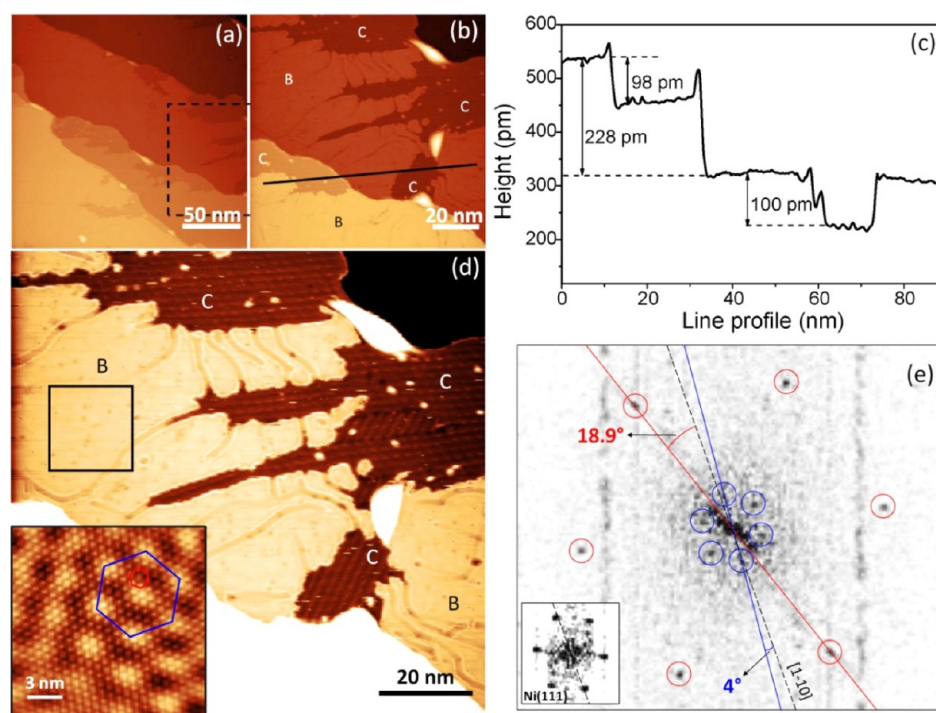 (a)
50 nm
(b)
C
B
C
C
C
B
20 nm
(c)
600
500
400
300
200
Height (pm)
98 pm
228 pm
100 pm
0
20
40
60
80
Line profile (nm)
(d)
C
B
C
C
B
3 nm
20 nm
(e)
18.9°
4°
[1-10]
Ni(111)